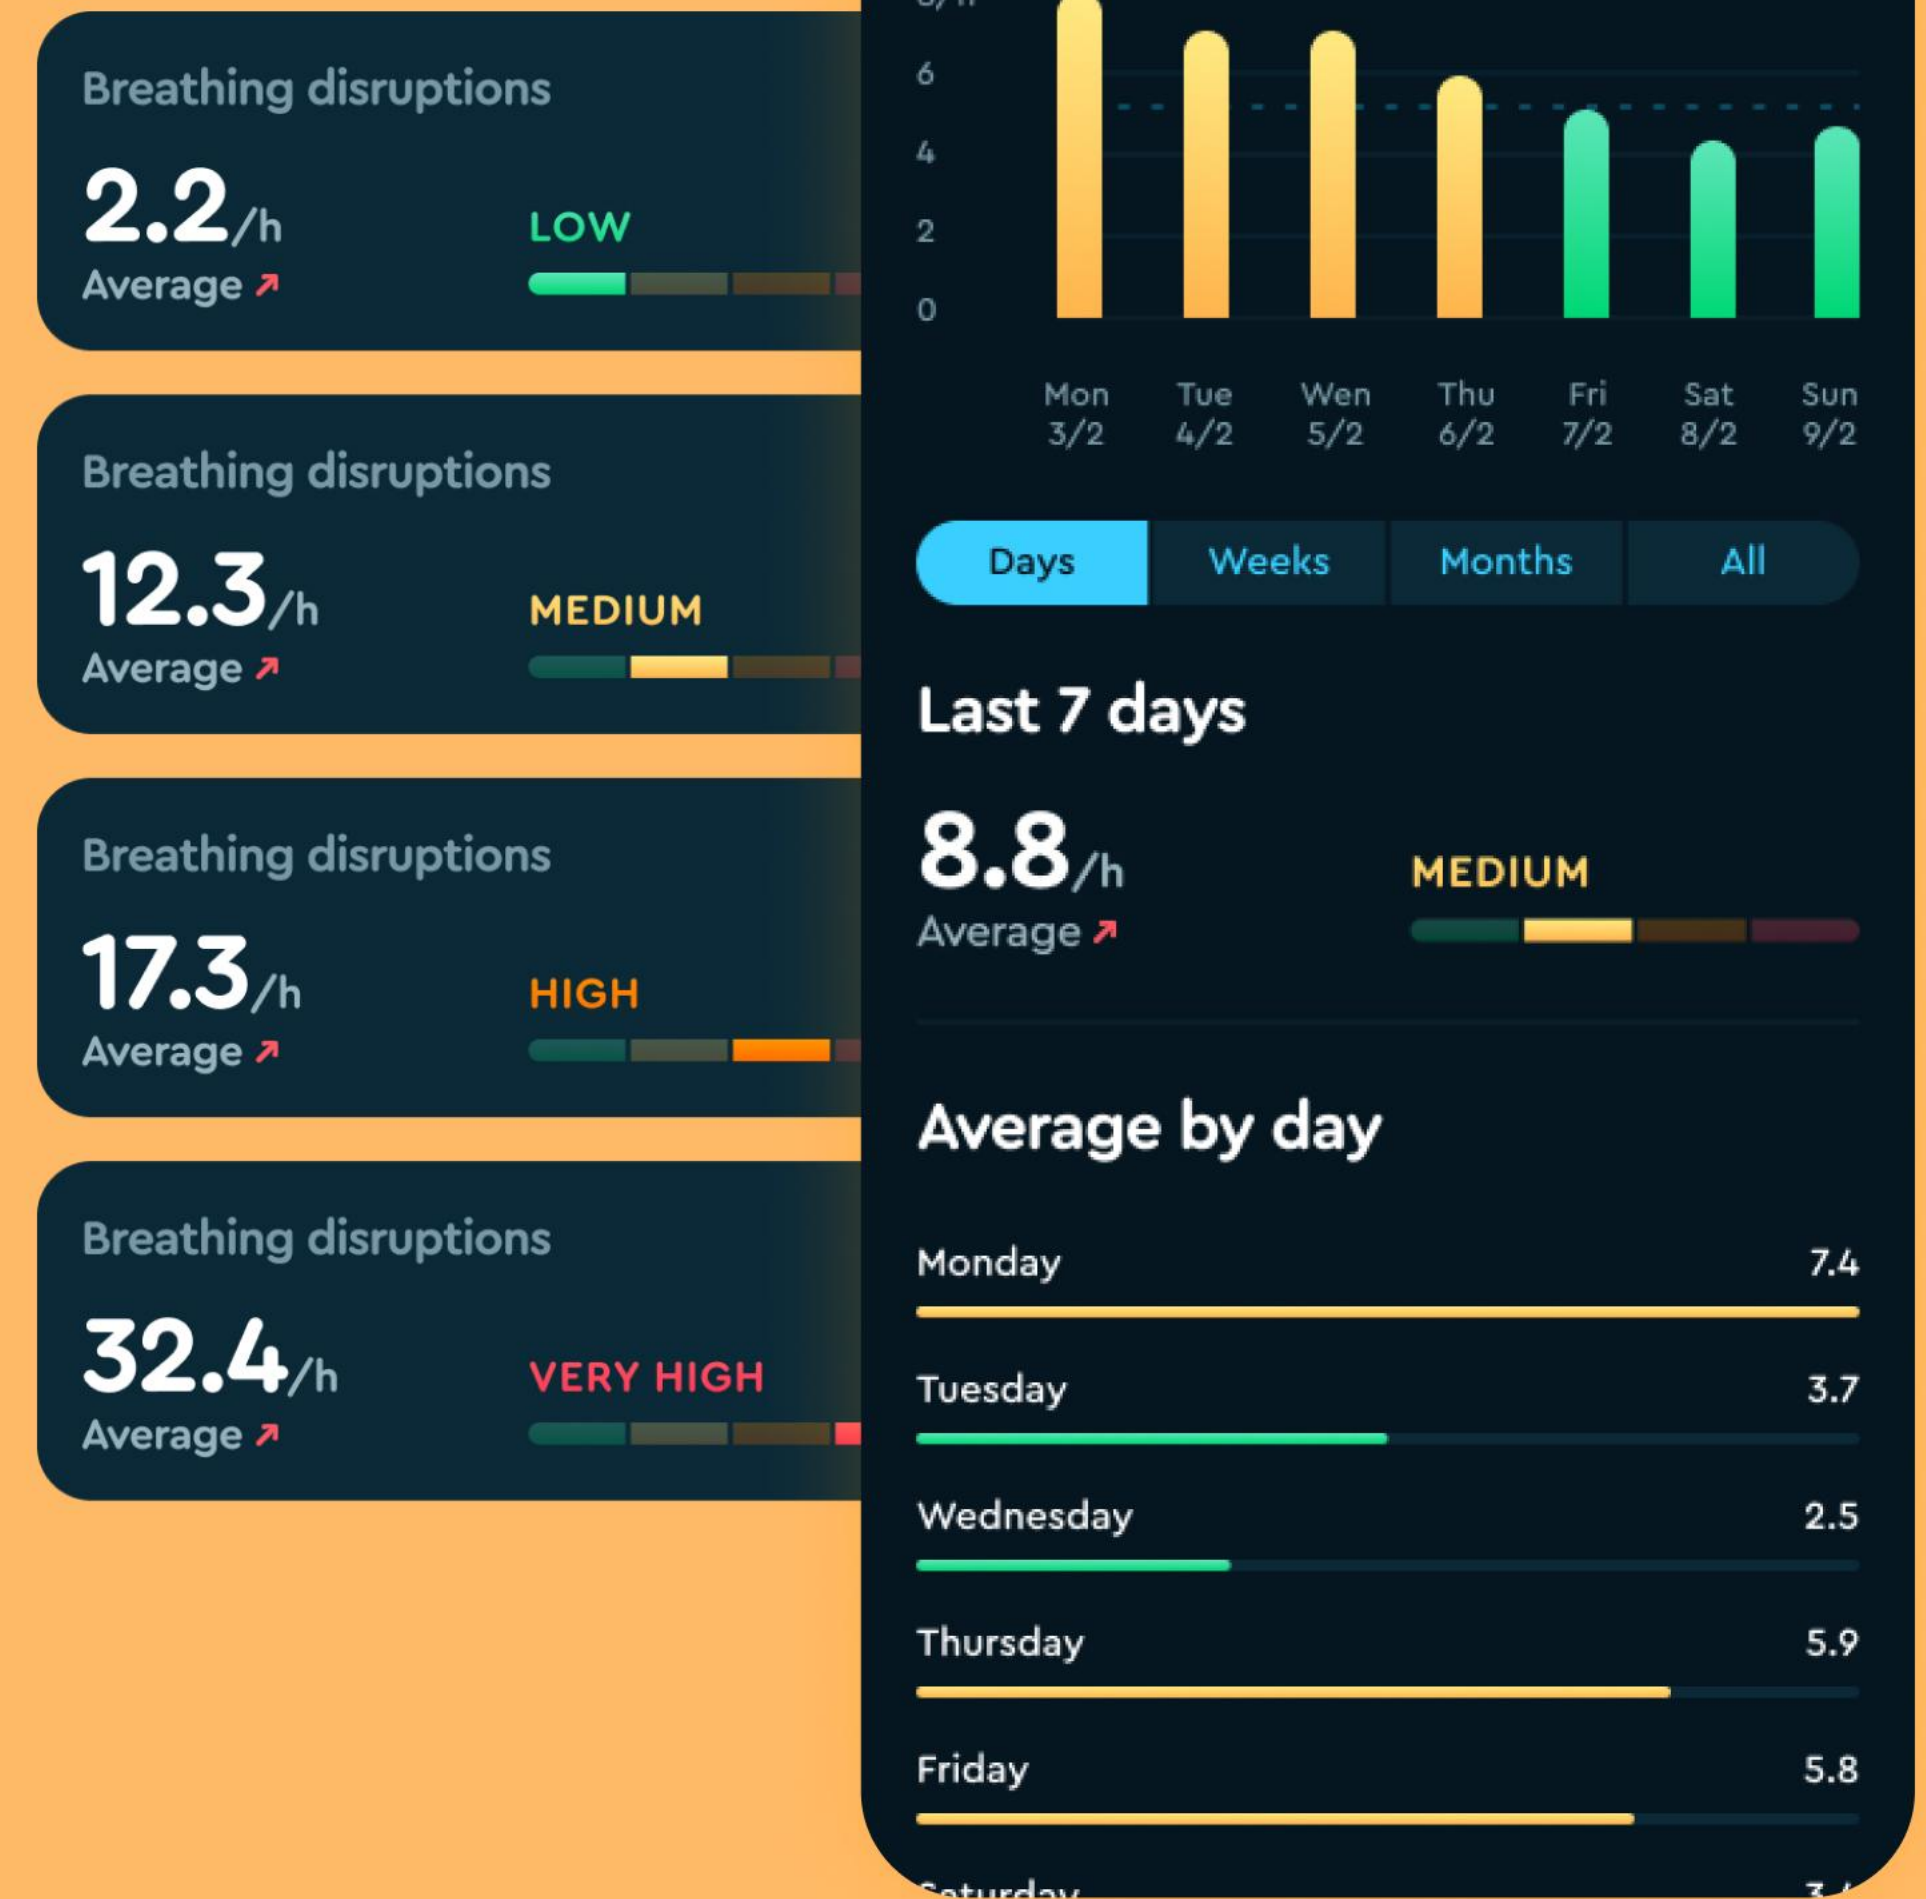 Breathing disruptions
2.2/h
LOW
Average
Breathing disruptions
12.3/h
MEDIUM
Average
Breathing disruptions
17.3/h
HIGH
Average
Breathing disruptions
32.4/h
VERY HIGH
Average
6
4
2
0
Mon Tue Wen Thu Fri Sat Sun
3/2 4/2 5/2 6/2 7/2 8/2 9/2
Days Weeks Months All
Last 7 days
8.8/h
MEDIUM
Average
Average by day
Monday 7.4
Tuesday 3.7
Wednesday 2.5
Thursday 5.9
Friday 5.8
Saturday